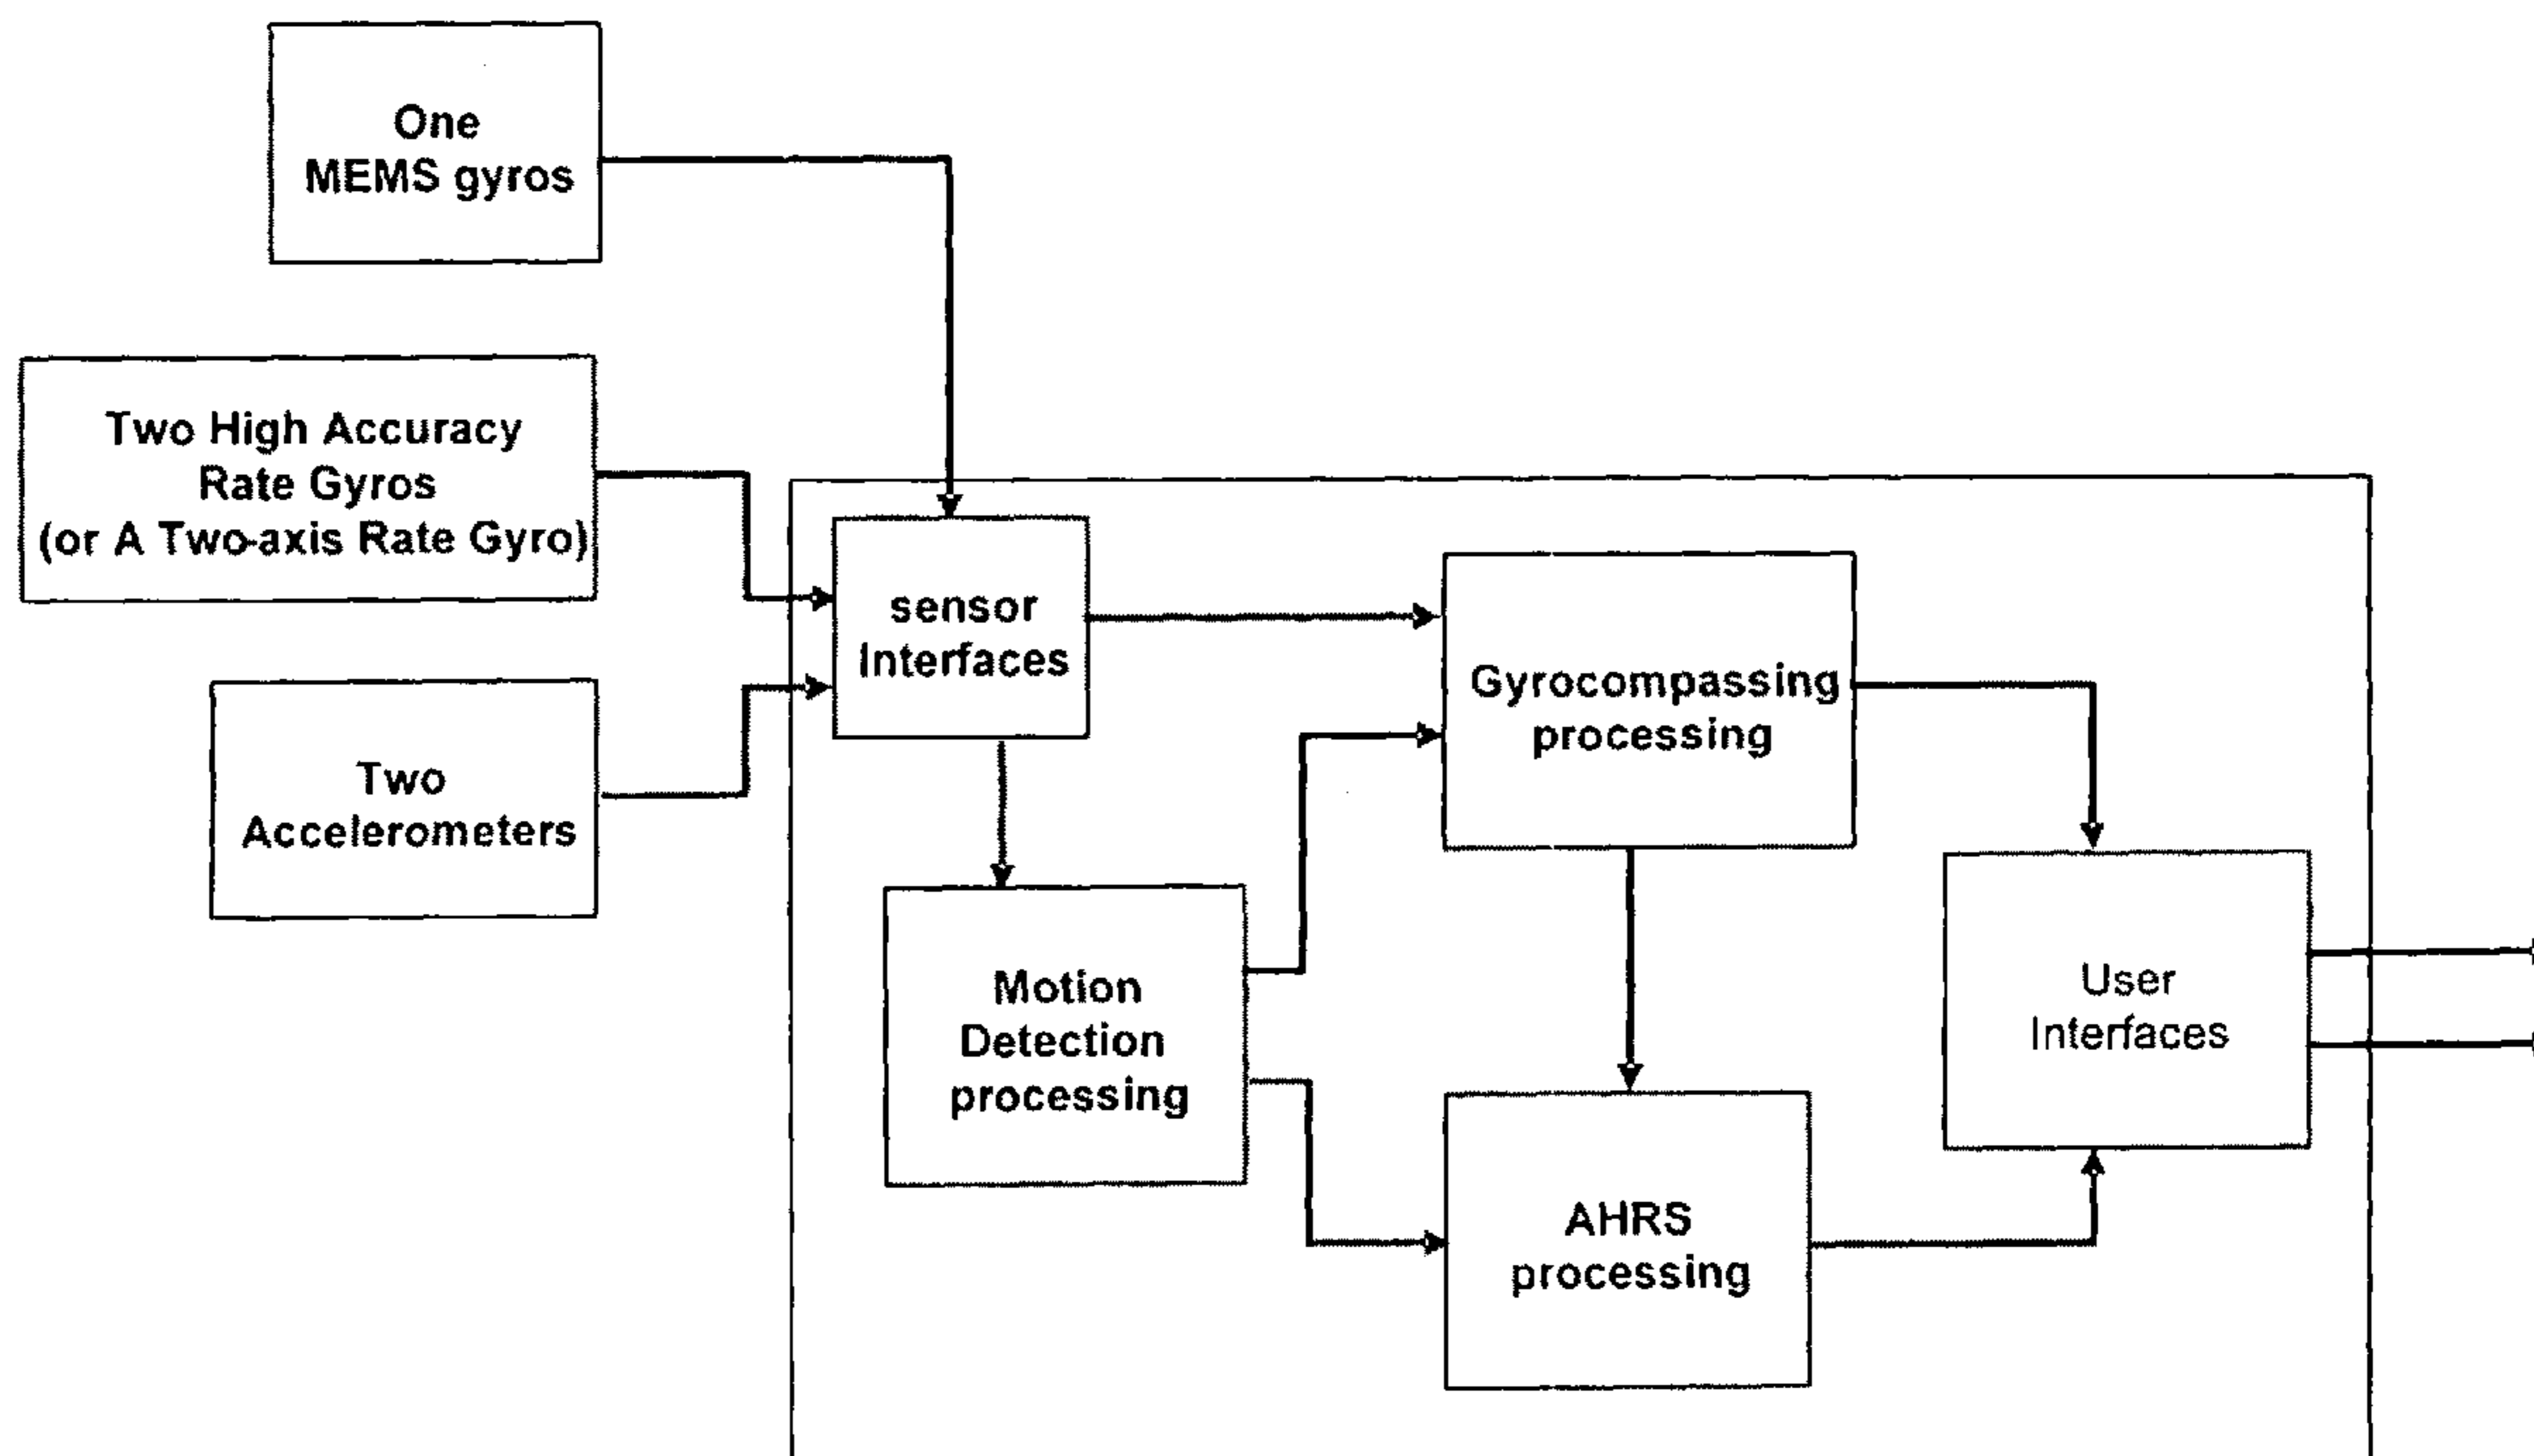 One
MEMS gyros
Two High Accuracy
Rate Gyros
(or A Two-axis Rate Gyro)
sensor
Interfaces
Gyrocompassing
processing
Two
Accelerometers
Motion
Detection
processing
User
Interfaces
AHRS
processing